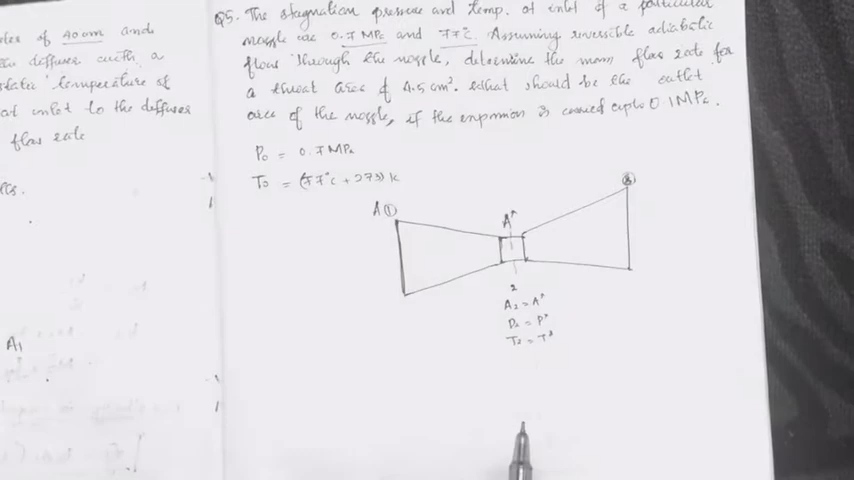 eter of 40 cm and
the diffuser with a
static temperature of
at inlet to the diffuser
flow rate
A1
Q5. The stagnation pressure and temp. at inlet of a particular
nozzle are 0.7 MPa and 77°C. Assuming reversible adiabatic
flow through the nozzle, determine the mass flow rate for
a throat area of 4.5 cm². What should be the outlet
area of the nozzle, if the expansion is carried upto 0.1MPa.
P0 = 0.7 MPa
T0 = (77°C + 273) K
A ①
A*
2
A2 = A*
P2 = P*
T2 = T*